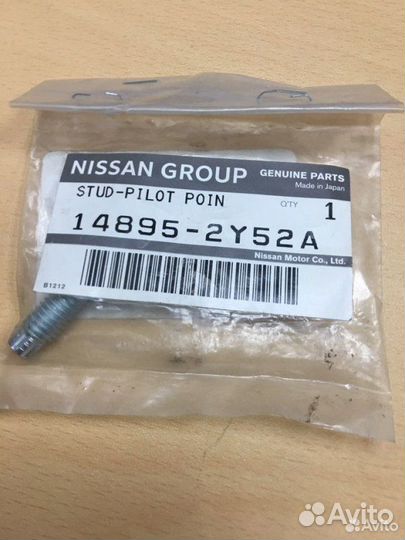 NISSAN GROUP
GENUINE PARTS
Made in Japan
STUD-PILOT POIN
Q'TY 1
14895-2Y52A
Nissan Motor Co., Ltd.
B1212
Avito
Avito